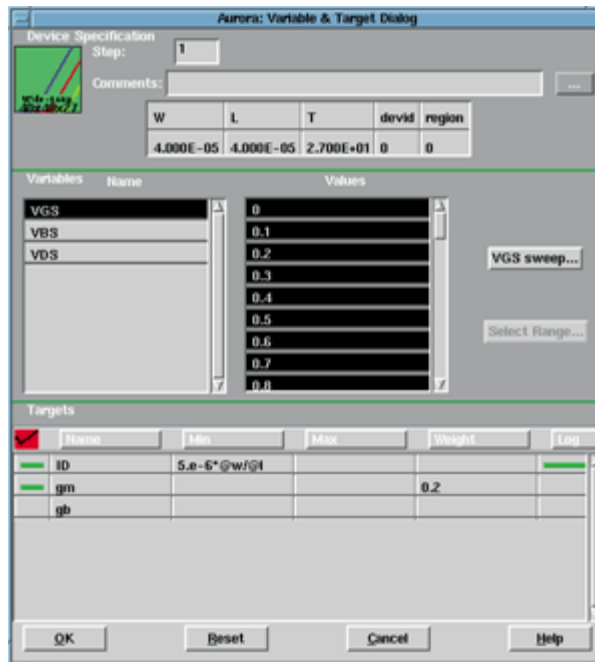 Aurora: Variable & Target Dialog
Device Specification
Step: 1
Comments: ...
W L T devid region
4.000E-05 4.000E-05 2.700E+01 0 0
Variables Name Values
VGS 0
VBS 0.1
VDS 0.2
0.3
0.4
0.5
0.6
0.7
0.8
VGS sweep...
Select Range...
Targets
Name Min Max Weight Log
ID 5.e-6*@w/@l
gm 0.2
gb
OK Reset Cancel Help